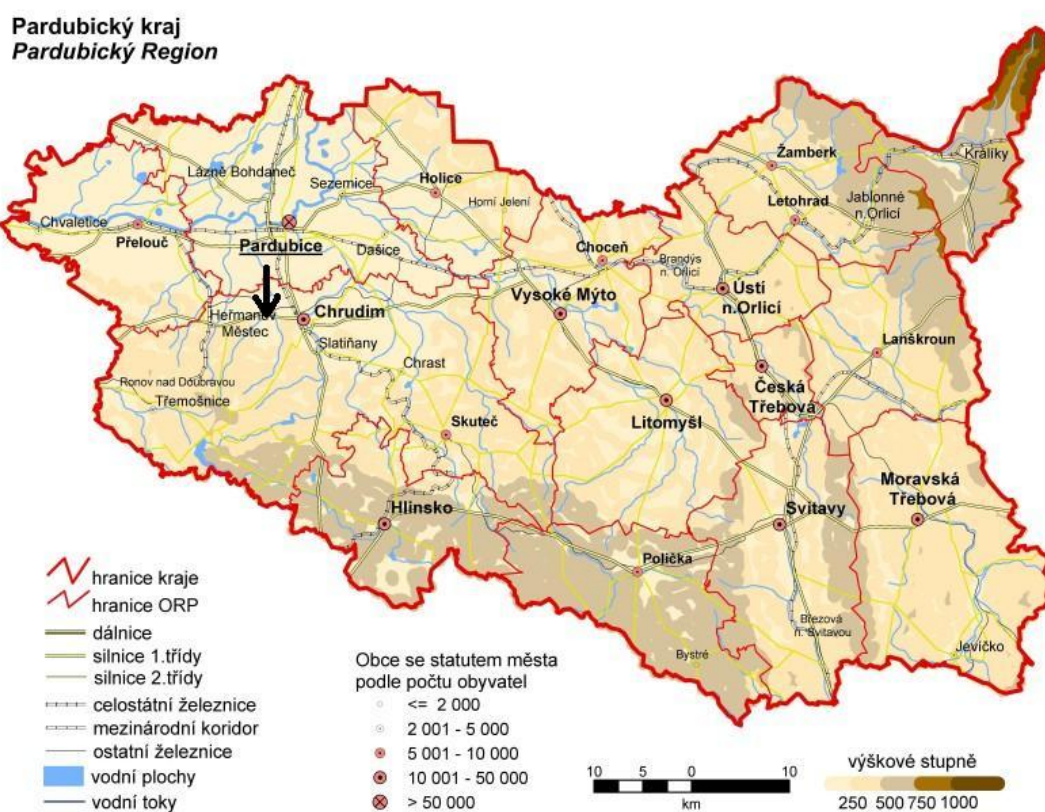 Pardubický kraj
Pardubický Region
Žamberk
Králíky
Lázně Bohdaneč
Sezemice
Holice
Horní Jelení
Letohrad
Jablonné
n.Orlicí
Chvaletice
Přelouč
Pardubice
Dašice
Choceň
Brandýs
n. Orlicí
Ústí
n.Orlicí
Vysoké Mýto
Heřmanův
Městec
Chrudim
Slatiňany
Lanškroun
Chrast
Ronov nad Doubravou
Třemošnice
Česká
Třebová
Litomyšl
Skuteč
Moravská
Třebová
Hlinsko
Svitavy
Polička
Březová
n. Svitavou
Bystré
Jevíčko
hranice kraje
hranice ORP
dálnice
silnice 1.třídy
silnice 2.třídy
celostátní železnice
mezinárodní koridor
ostatní železnice
vodní plochy
vodní toky
Obce se statutem města
podle počtu obyvatel
<= 2 000
2 001 - 5 000
5 001 - 10 000
10 001 - 50 000
> 50 000
10 5 0 10
km
výškové stupně
250 500 750 1000